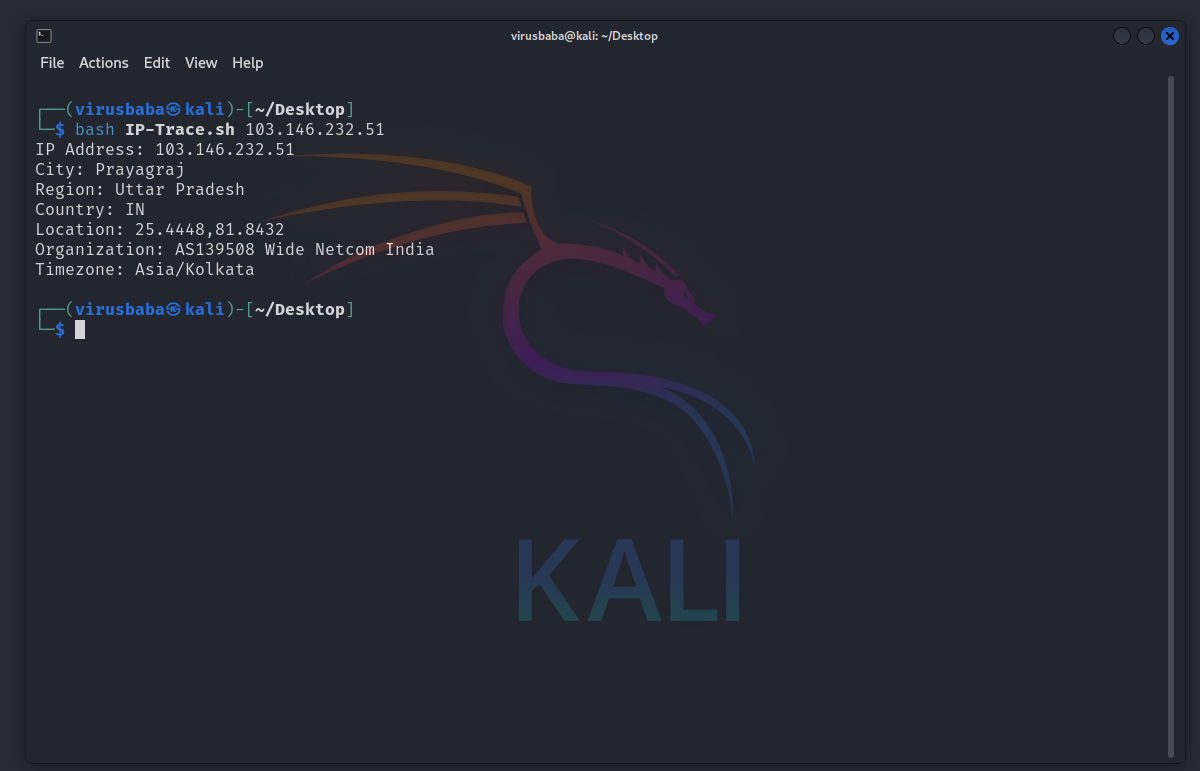 virusbaba@kali: ~/Desktop
File Actions Edit View Help
┌──(virusbaba㉿kali)-[~/Desktop]
└─$ bash IP-Trace.sh 103.146.232.51
IP Address: 103.146.232.51
City: Prayagraj
Region: Uttar Pradesh
Country: IN
Location: 25.4448,81.8432
Organization: AS139508 Wide Netcom India
Timezone: Asia/Kolkata
┌──(virusbaba㉿kali)-[~/Desktop]
└─$
KALI